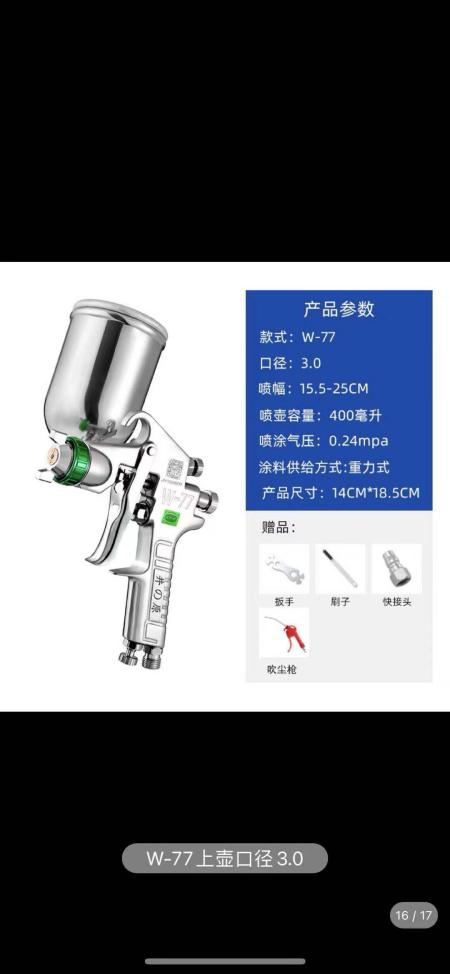 产品参数
款式：W-77
口径：3.0
喷幅：15.5-25CM
喷壶容量：400毫升
喷涂气压：0.24mpa
涂料供给方式:重力式
产品尺寸：14CM*18.5CM
W-77
井の原
赠品：
扳手 刷子 快接头
吹尘枪
W-77上壶口径3.0
16 / 17